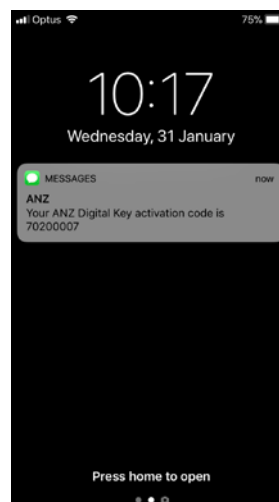 Optus 75%
10:17
Wednesday, 31 January
MESSAGES now
ANZ
Your ANZ Digital Key activation code is
70200007
Press home to open